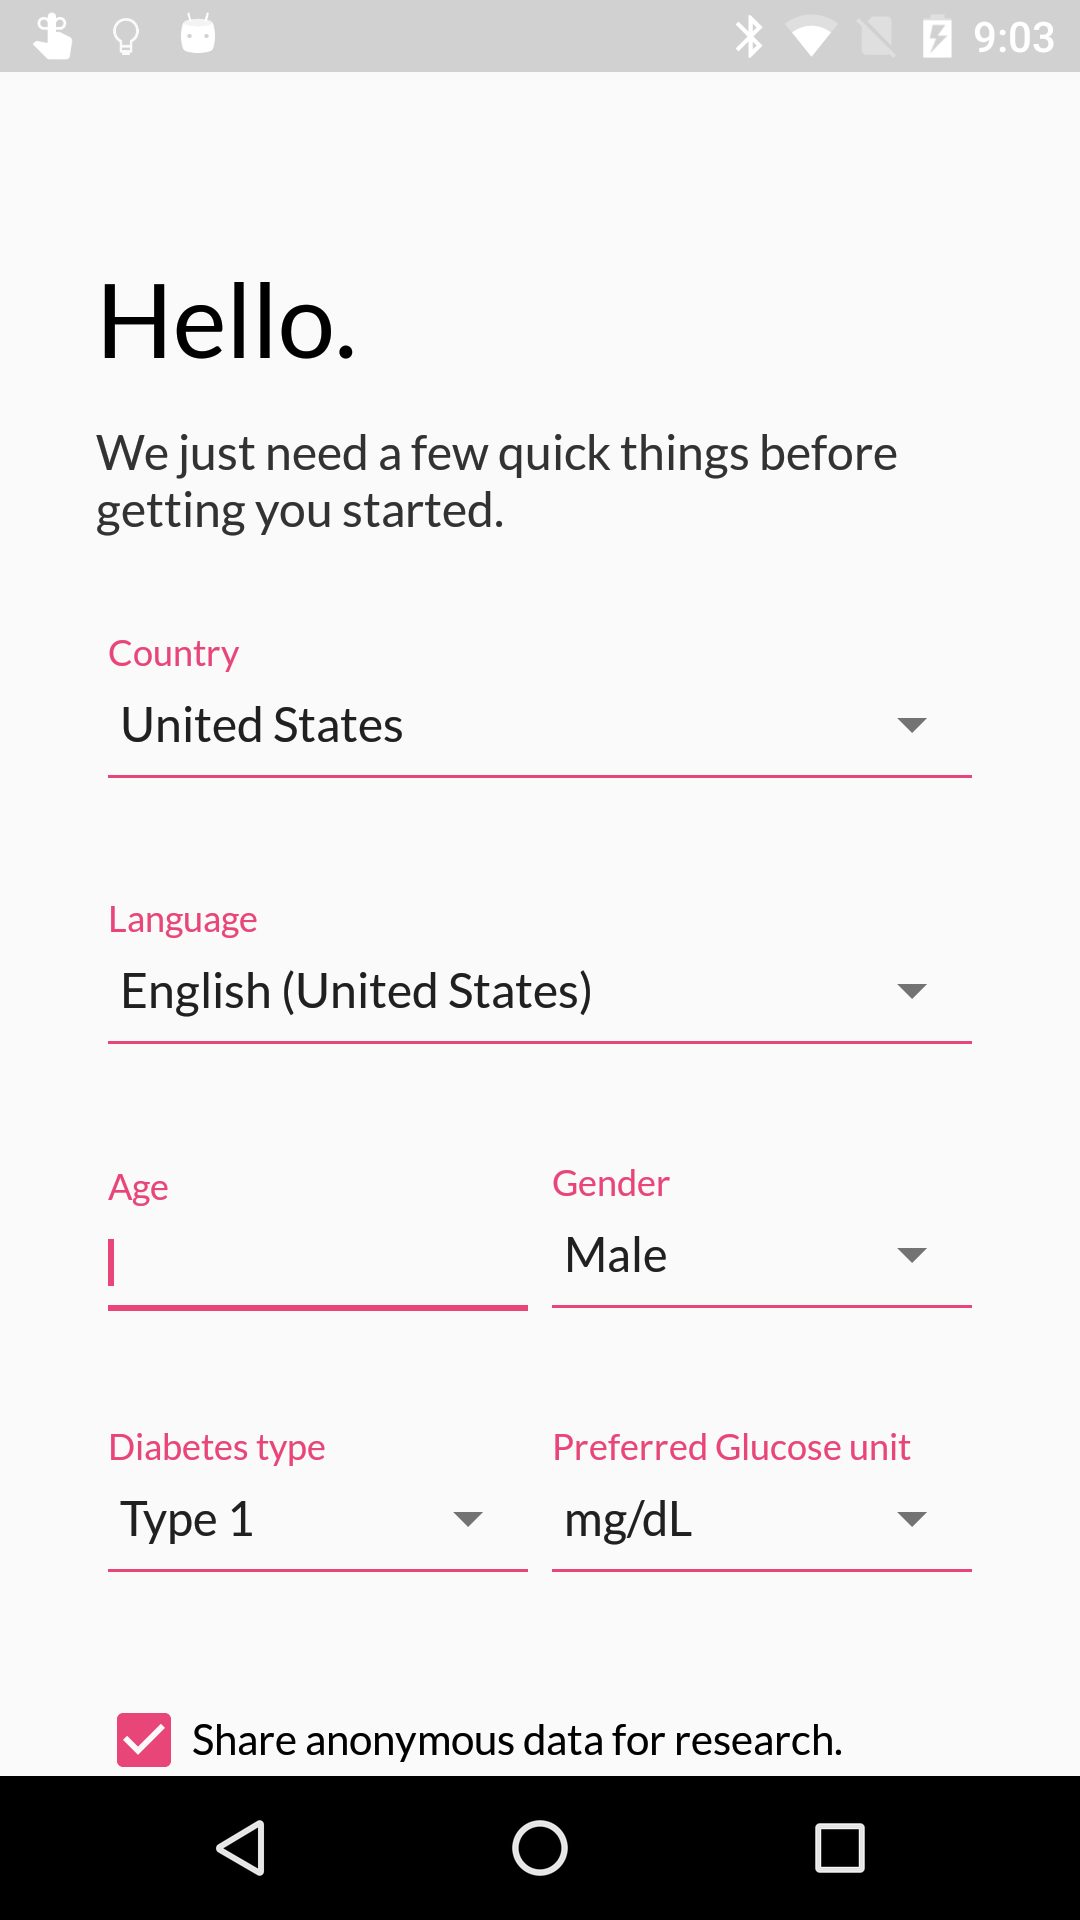 9:03
Hello.
We just need a few quick things before
getting you started.
Country
United States
Language
English (United States)
Age
Gender
Male
Diabetes type
Preferred Glucose unit
Type 1
mg/dL
Share anonymous data for research.